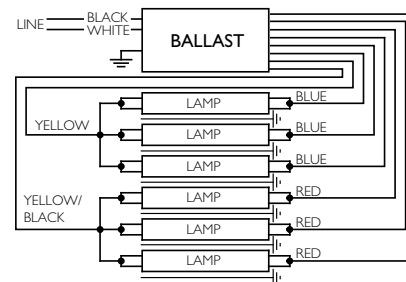 LINE
BLACK
WHITE
BALLAST
LAMP
BLUE
YELLOW
LAMP
BLUE
LAMP
BLUE
LAMP
RED
YELLOW/
BLACK
LAMP
RED
LAMP
RED